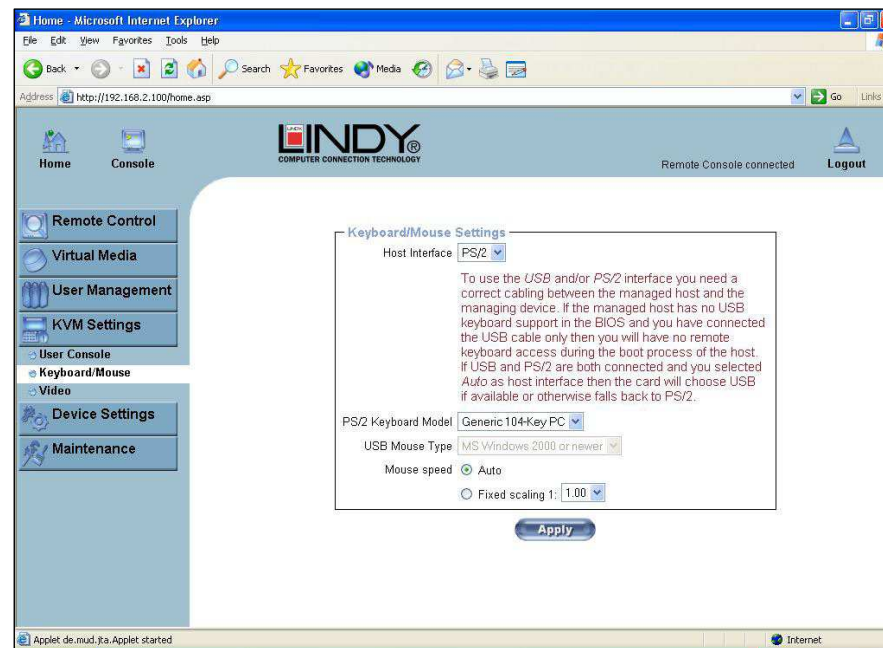 Home - Microsoft Internet Explorer
File Edit View Favorites Tools Help
Back Search Favorites Media
Address http://192.168.2.100/home.asp Go Links
Home Console LINDY® Remote Console connected Logout
COMPUTER CONNECTION TECHNOLOGY
Remote Control
Virtual Media
User Management
KVM Settings
User Console
Keyboard/Mouse
Video
Device Settings
Maintenance
Keyboard/Mouse Settings
Host Interface PS/2
To use the USB and/or PS/2 interface you need a
correct cabling between the managed host and the
managing device. If the managed host has no USB
keyboard support in the BIOS and you have connected
the USB cable only then you will have no remote
keyboard access during the boot process of the host.
If USB and PS/2 are both connected and you selected
Auto as host interface then the card will choose USB
if available or otherwise falls back to PS/2.
PS/2 Keyboard Model Generic 104-Key PC
USB Mouse Type MS Windows 2000 or newer
Mouse speed Auto
Fixed scaling 1: 1.00
Apply
Applet de.mud.jta.Applet started Internet